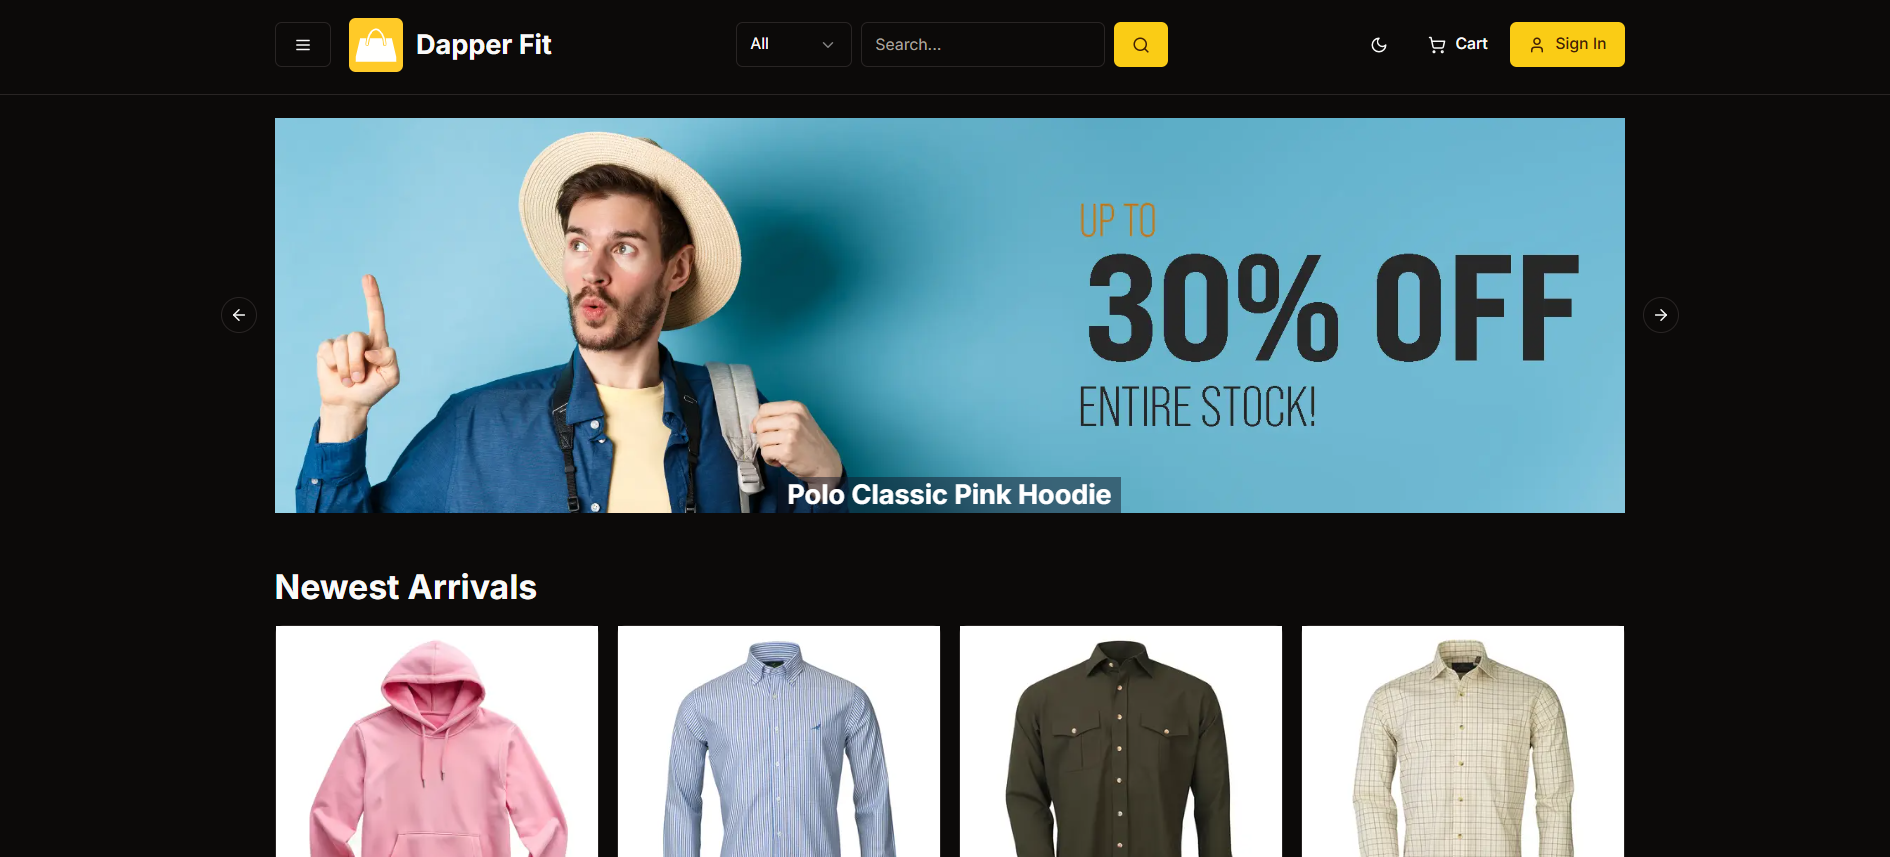 Dapper Fit
All
Search...
Cart
Sign In
UP TO
30% OFF
ENTIRE STOCK!
Polo Classic Pink Hoodie
Newest Arrivals